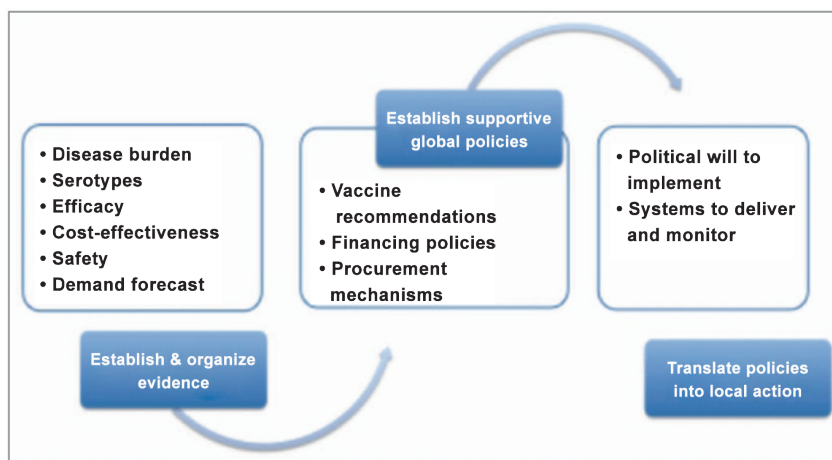 • Disease burden
• Serotypes
• Efficacy
• Cost-effectiveness
• Safety
• Demand forecast
Establish & organize
evidence
Establish supportive
global policies
• Vaccine
recommendations
• Financing policies
• Procurement
mechanisms
• Political will to
implement
• Systems to deliver
and monitor
Translate policies
into local action